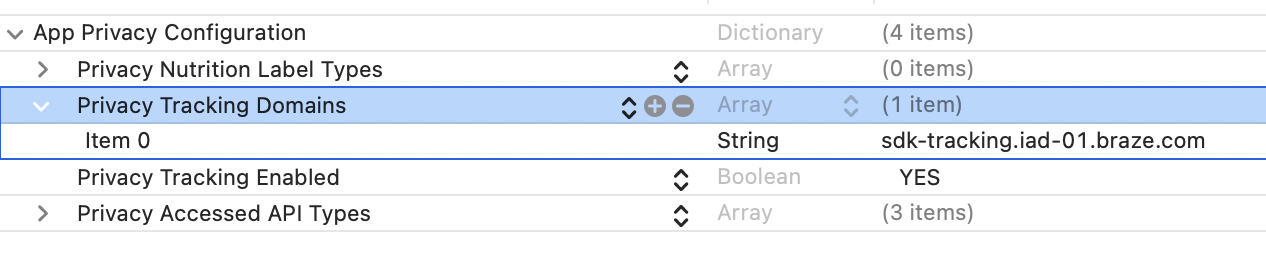 App Privacy Configuration Dictionary (4 items)
Privacy Nutrition Label Types Array (0 items)
Privacy Tracking Domains Array (1 item)
Item 0 String sdk-tracking.iad-01.braze.com
Privacy Tracking Enabled Boolean YES
Privacy Accessed API Types Array (3 items)